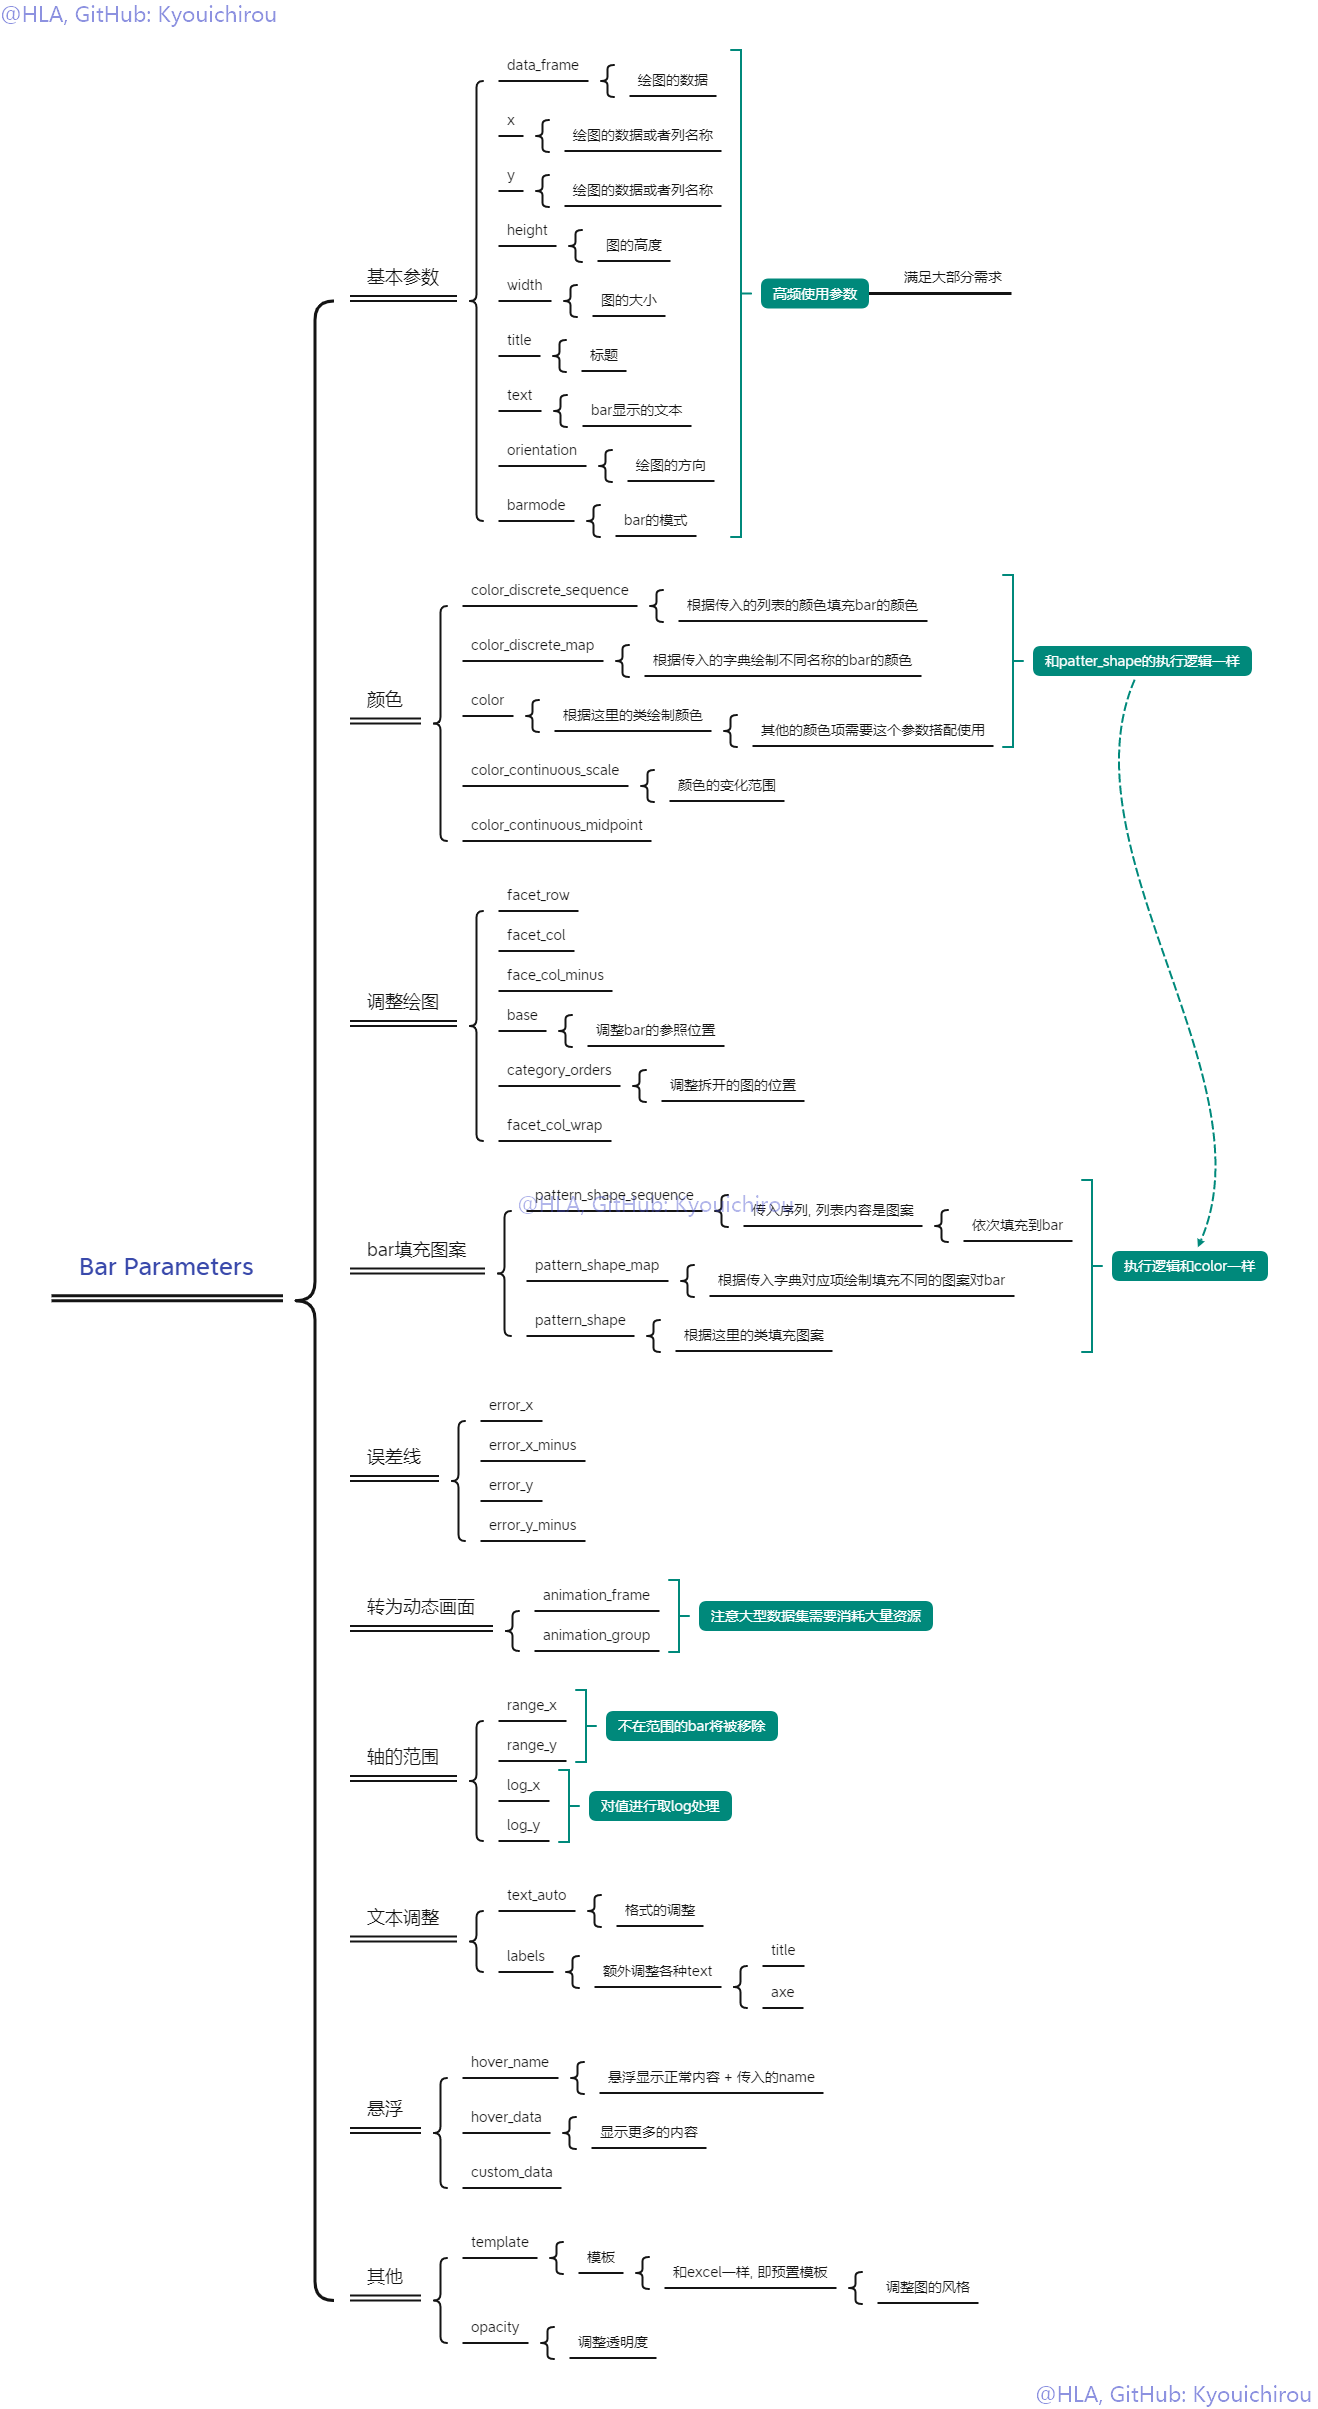 @HLA, GitHub: Kyouichirou
Bar Parameters
基本参数
data_frame
绘图的数据
x
绘图的数据或者列名称
y
绘图的数据或者列名称
height
图的高度
width
图的大小
title
标题
text
bar显示的文本
orientation
绘图的方向
barmode
bar的模式
高频使用参数
满足大部分需求
颜色
color_discrete_sequence
根据传入的列表的颜色填充bar的颜色
color_discrete_map
根据传入的字典绘制不同名称的bar的颜色
color
根据这里的类绘制颜色
其他的颜色项需要这个参数搭配使用
color_continuous_scale
颜色的变化范围
color_continuous_midpoint
和patter_shape的执行逻辑一样
调整绘图
facet_row
facet_col
face_col_minus
base
调整bar的参照位置
category_orders
调整拆开的图的位置
facet_col_wrap
bar填充图案
pattern_shape_sequence
@HLA, GitHub: Kyouichirou
传入序列, 列表内容是图案
依次填充到bar
pattern_shape_map
根据传入字典对应项绘制填充不同的图案对bar
pattern_shape
根据这里的类填充图案
执行逻辑和color一样
误差线
error_x
error_x_minus
error_y
error_y_minus
转为动态画面
animation_frame
animation_group
注意大型数据集需要消耗大量资源
轴的范围
range_x
range_y
不在范围的bar将被移除
log_x
log_y
对值进行取log处理
文本调整
text_auto
格式的调整
labels
额外调整各种text
title
axe
悬浮
hover_name
悬浮显示正常内容 + 传入的name
hover_data
显示更多的内容
custom_data
其他
template
模板
和excel一样, 即预置模板
调整图的风格
opacity
调整透明度
@HLA, GitHub: Kyouichirou